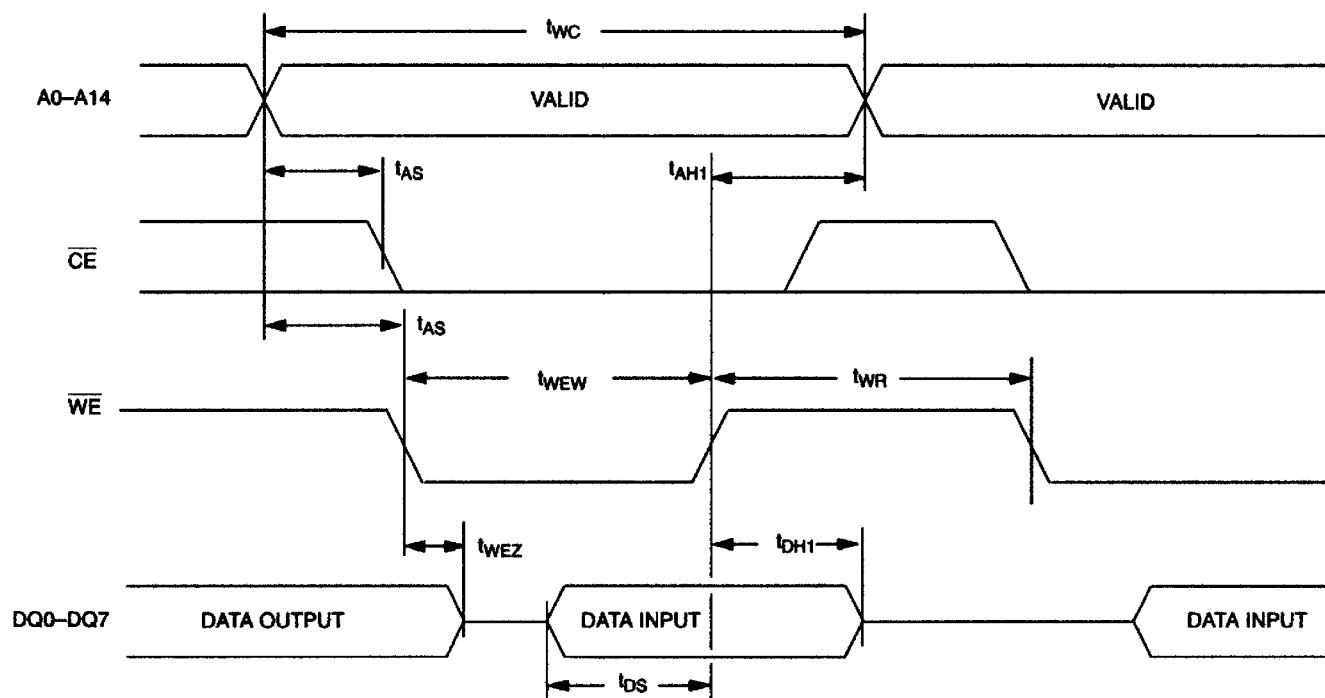 tWC
A0–A14
VALID
VALID
tAS
tAH1
CE
tAS
tWEW
tWR
WE
tWEZ
tDH1
DQ0–DQ7
DATA OUTPUT
DATA INPUT
DATA INPUT
tDS